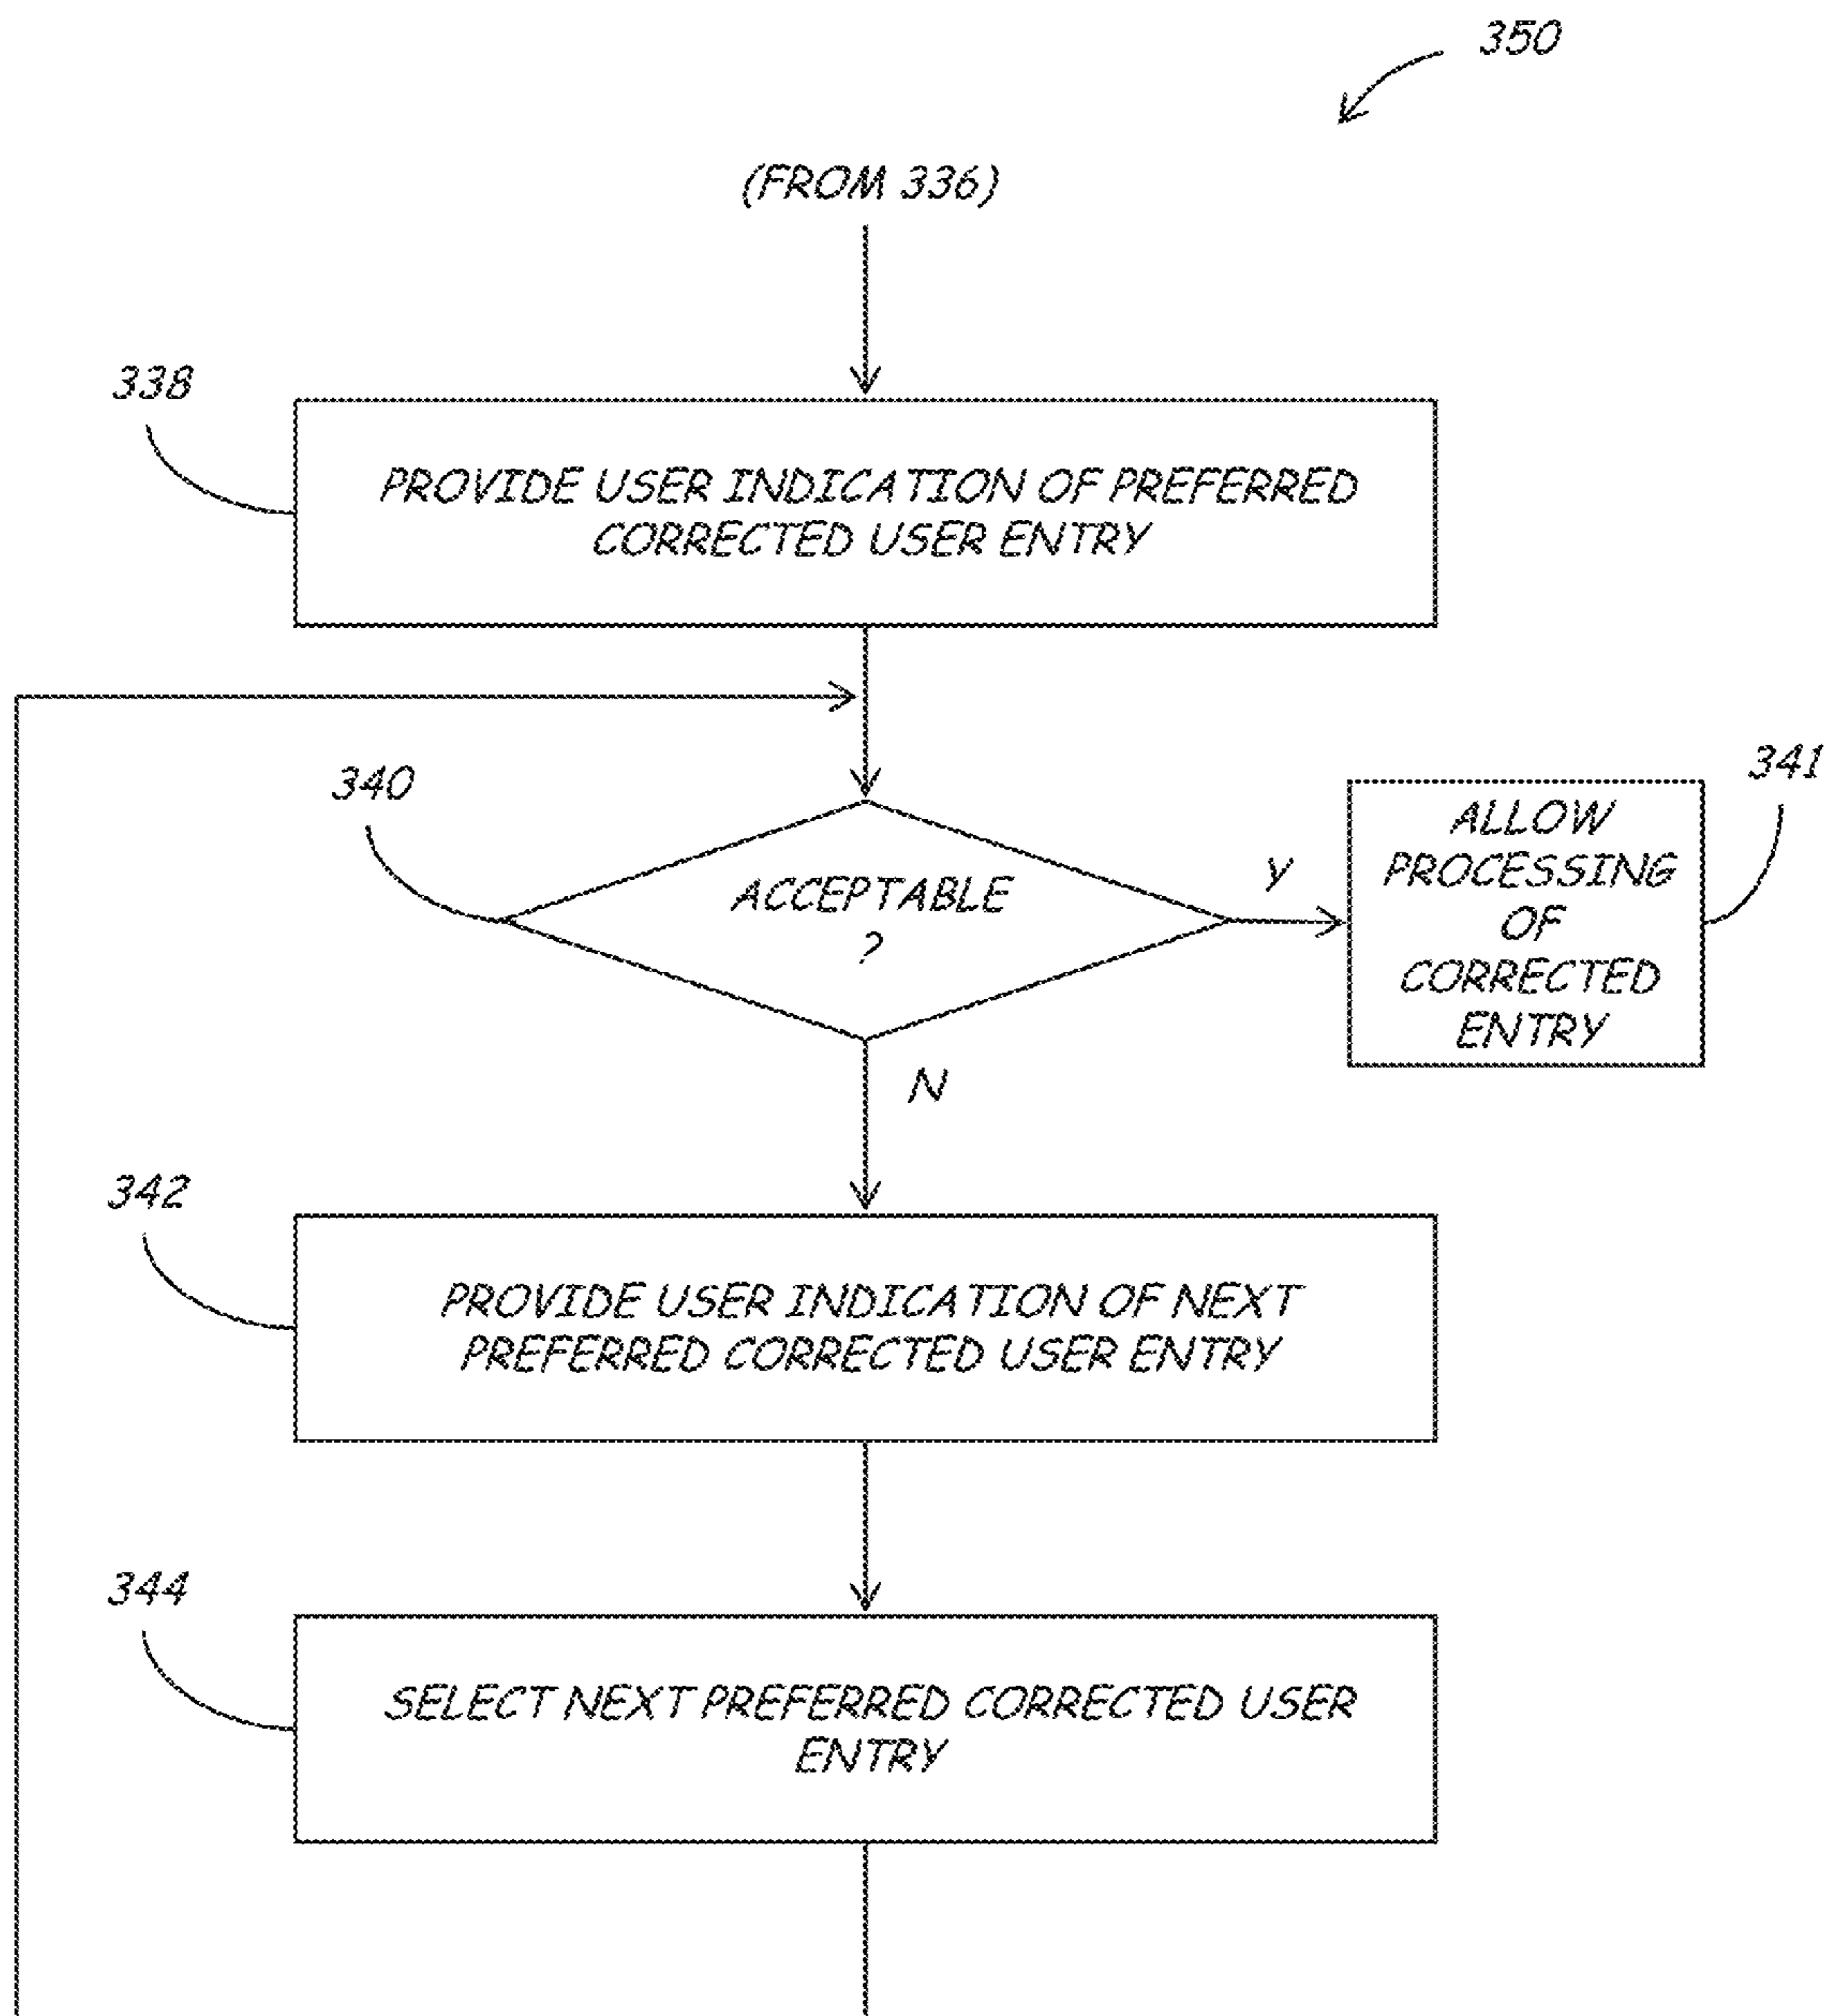 350
(FROM 336)
338
PROVIDE USER INDICATION OF PREFERRED
CORRECTED USER ENTRY
340
ACCEPTABLE
?
Y
341
ALLOW
PROCESSING
OF
CORRECTED
ENTRY
N
342
PROVIDE USER INDICATION OF NEXT
PREFERRED CORRECTED USER ENTRY
344
SELECT NEXT PREFERRED CORRECTED USER
ENTRY